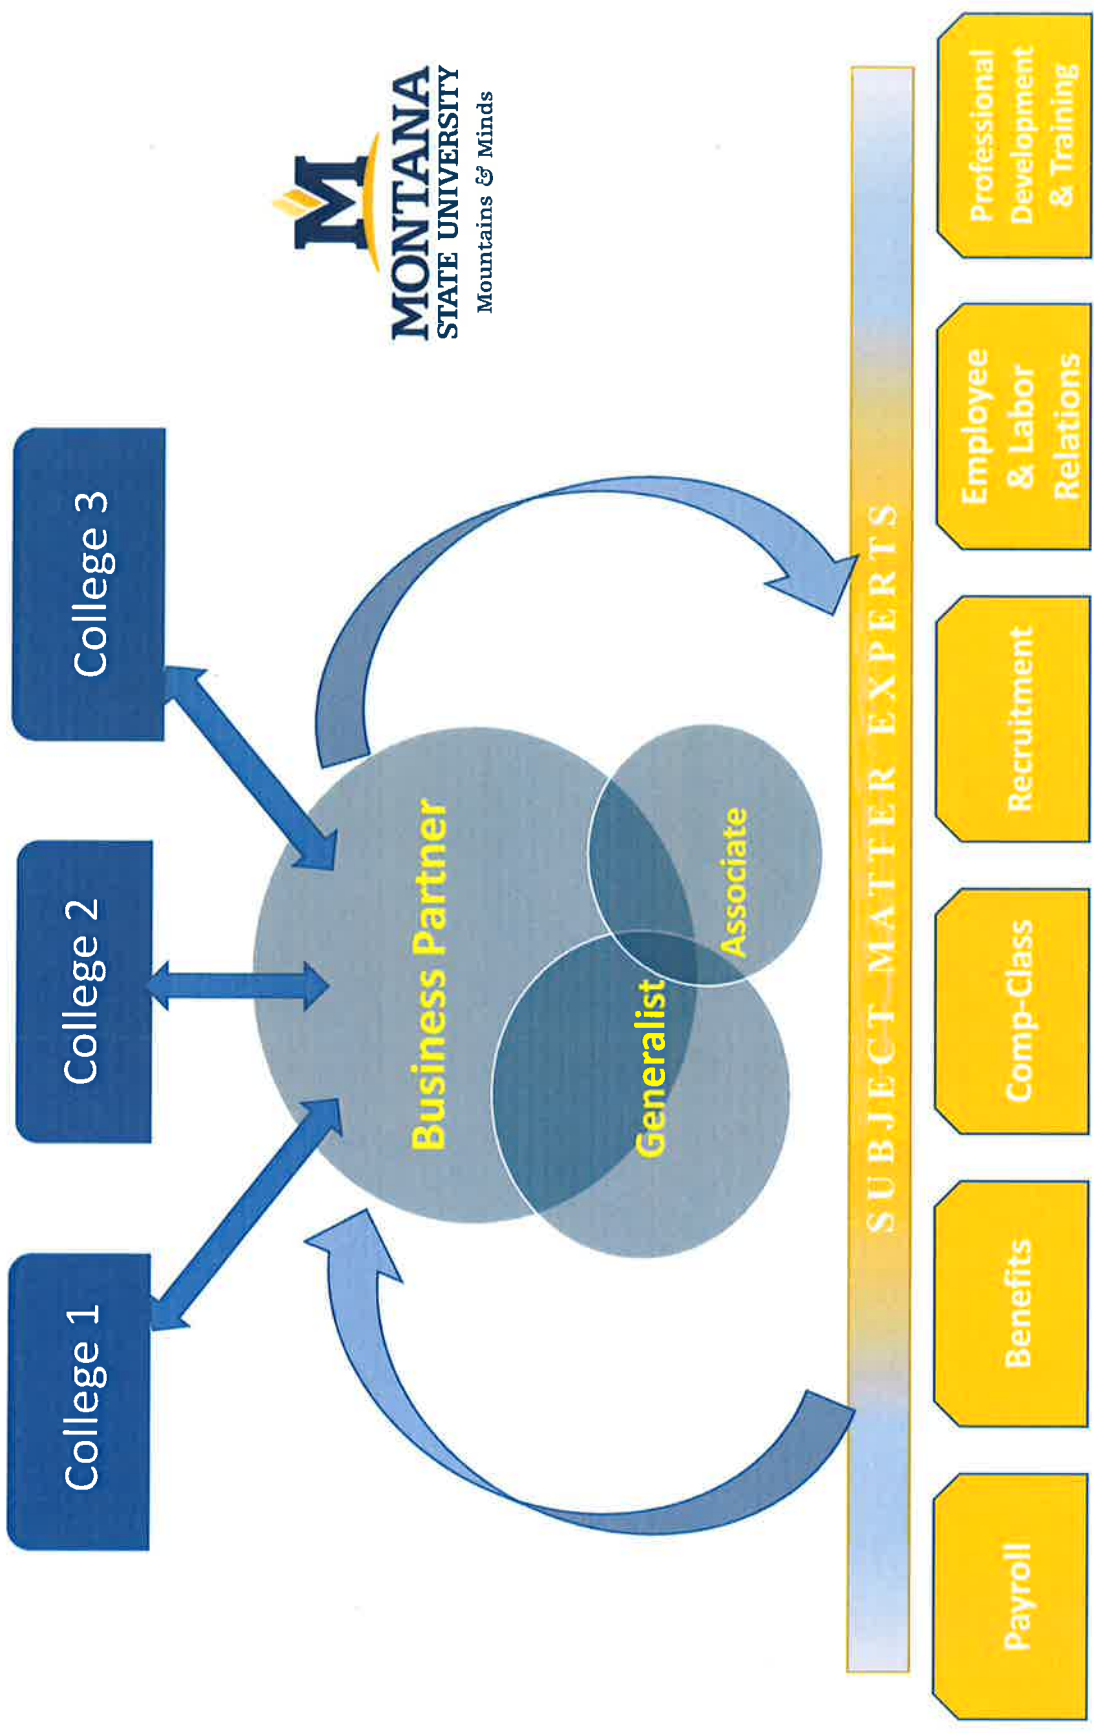 College 1
College 2
College 3
MONTANA
STATE UNIVERSITY
Mountains & Minds
Business Partner
Generalist
Associate
SUBJECT MATTER EXPERTS
Payroll
Benefits
Comp-Class
Recruitment
Employee
& Labor
Relations
Professional
Development
& Training